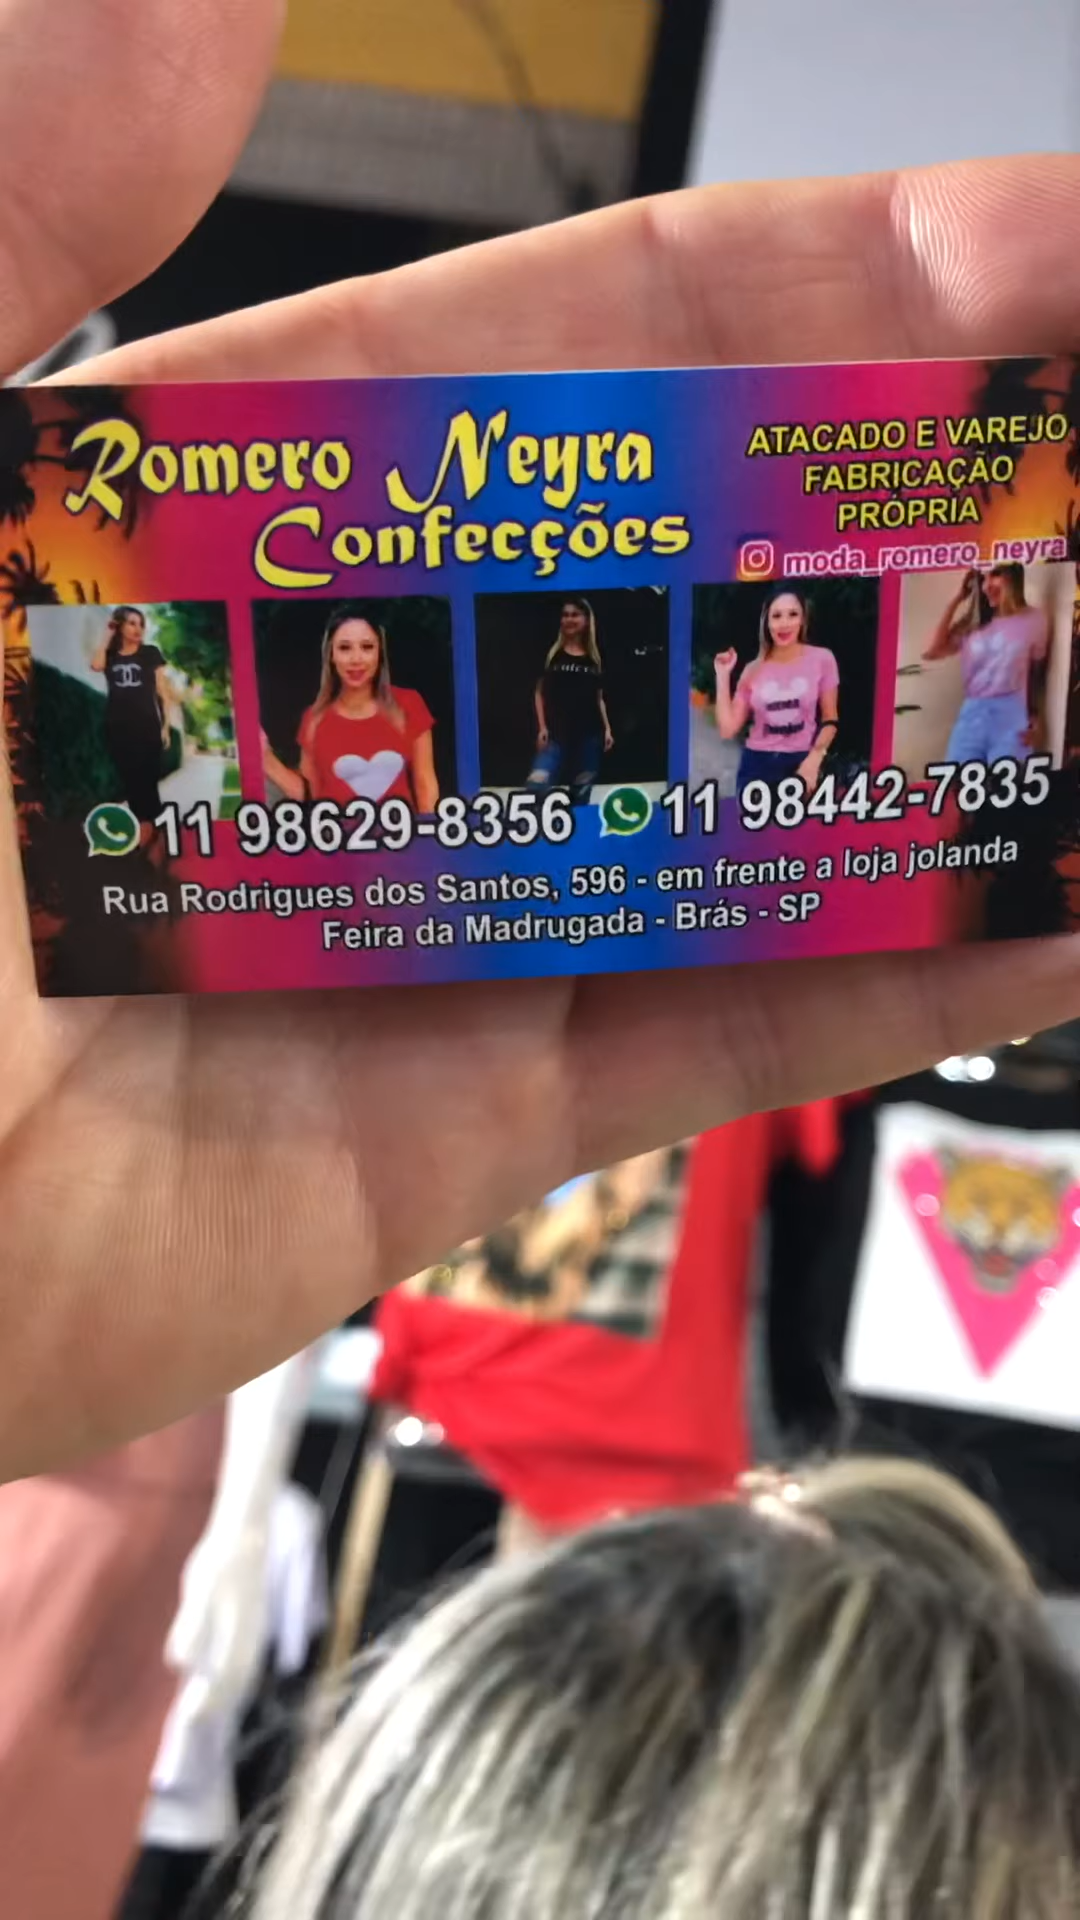 Romero Neyra
Confecções
ATACADO E VAREJO
FABRICAÇÃO
PRÓPRIA
moda_romero_neyra
11 98629-8356
11 98442-7835
Rua Rodrigues dos Santos, 596 - em frente a loja jolanda
Feira da Madrugada - Brás - SP